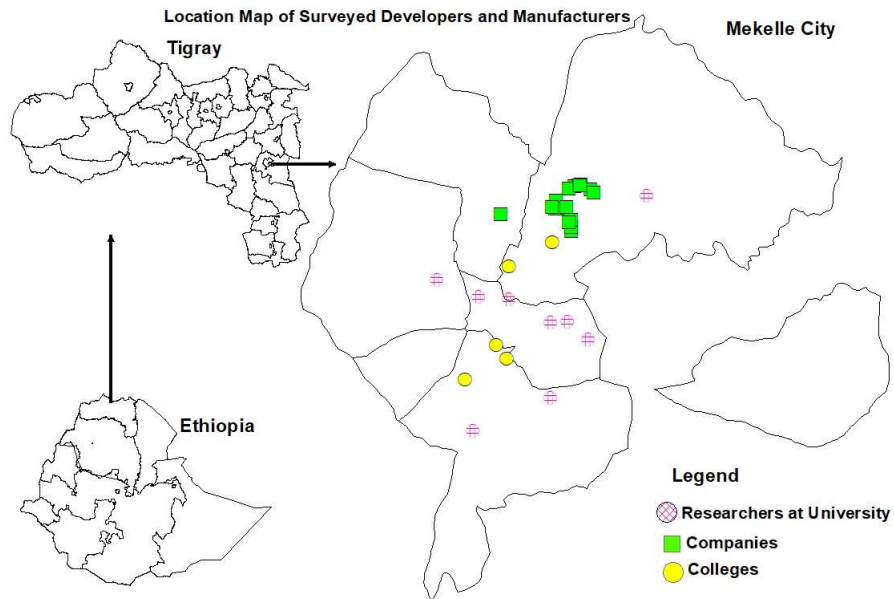 Location Map of Surveyed Developers and Manufacturers
Tigray
Mekelle City
Ethiopia
Legend
Researchers at University
Companies
Colleges